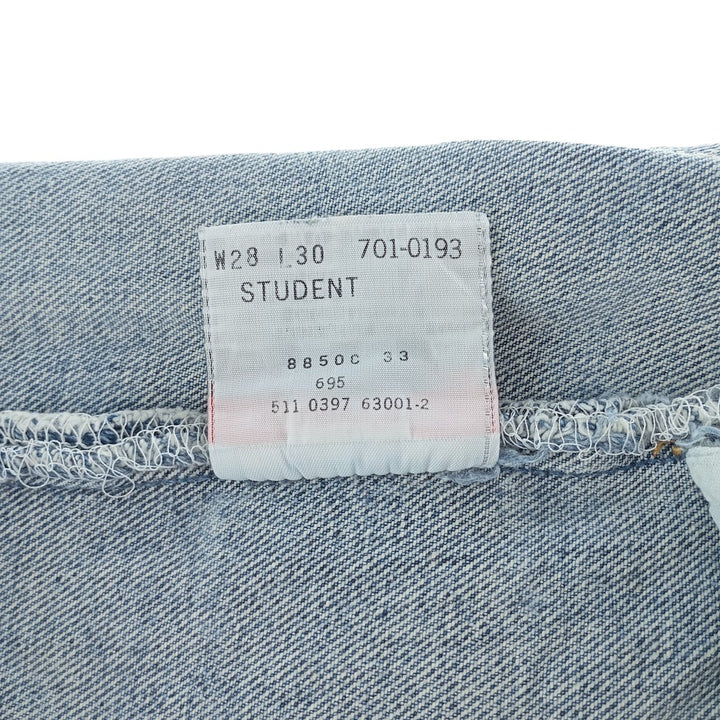 W28 L30 701-0193
STUDENT
8850C 33
695
511 0397 63001-2